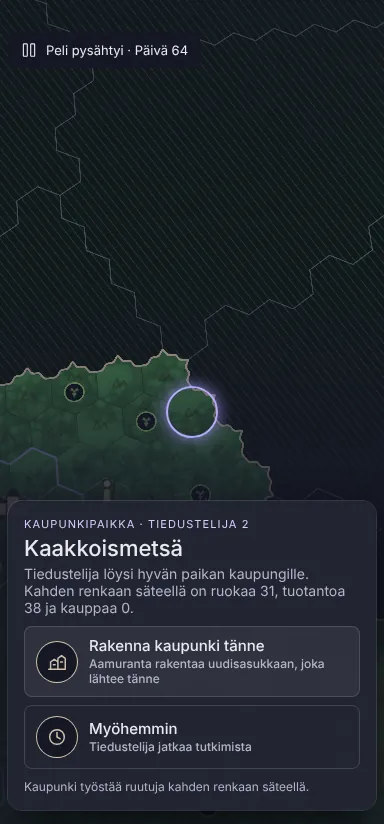 Peli pysähtyi · Päivä 64
KAUPUNKIPAIKKA · TIEDUSTELIJA 2
Kaakkoismetsä
Tiedustelija löysi hyvän paikan kaupungille.
Kahden renkaan säteellä on ruokaa 31, tuotantoa
38 ja kauppaa 0.
Rakenna kaupunki tänne
Aamuranta rakentaa uudisasukkaan, joka
lähtee tänne
Myöhemmin
Tiedustelija jatkaa tutkimista
Kaupunki työstää ruutuja kahden renkaan säteellä.